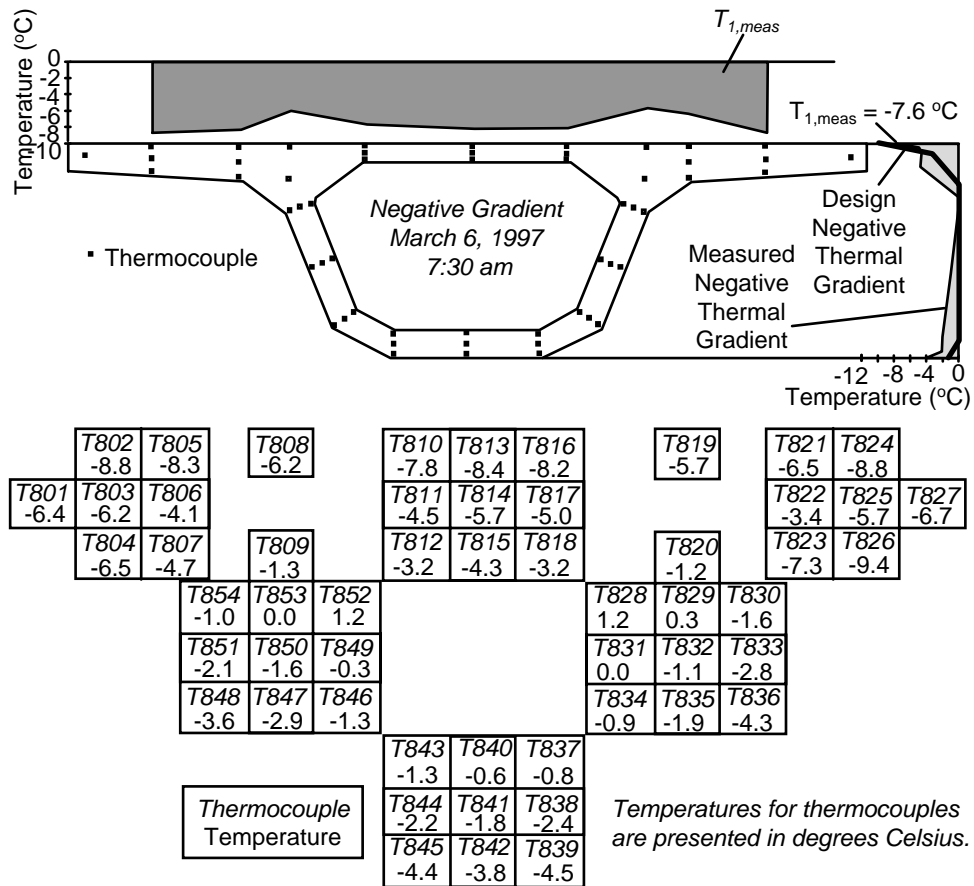 T1,meas
Temperature (oC)
0
-2
-4
-6
-8
-10
T1,meas = -7.6 oC
Negative Gradient
March 6, 1997
7:30 am
Thermocouple
Design
Negative
Thermal
Gradient
Measured
Negative
Thermal
Gradient
-12 -8 -4 0
Temperature (oC)
T802 T805 T808 T810 T813 T816 T819 T821 T824
-8.8 -8.3 -6.2 -7.8 -8.4 -8.2 -5.7 -6.5 -8.8
T801 T803 T806 T811 T814 T817 T822 T825 T827
-6.4 -6.2 -4.1 -4.5 -5.7 -5.0 -3.4 -5.7 -6.7
T804 T807 T809 T812 T815 T818 T820 T823 T826
-6.5 -4.7 -1.3 -3.2 -4.3 -3.2 -1.2 -7.3 -9.4
T854 T853 T852 T828 T829 T830
-1.0 0.0 1.2 1.2 0.3 -1.6
T851 T850 T849 T831 T832 T833
-2.1 -1.6 -0.3 0.0 -1.1 -2.8
T848 T847 T846 T834 T835 T836
-3.6 -2.9 -1.3 -0.9 -1.9 -4.3
T843 T840 T837
-1.3 -0.6 -0.8
T844 T841 T838
-2.2 -1.8 -2.4
T845 T842 T839
-4.4 -3.8 -4.5
Thermocouple
Temperature
Temperatures for thermocouples
are presented in degrees Celsius.